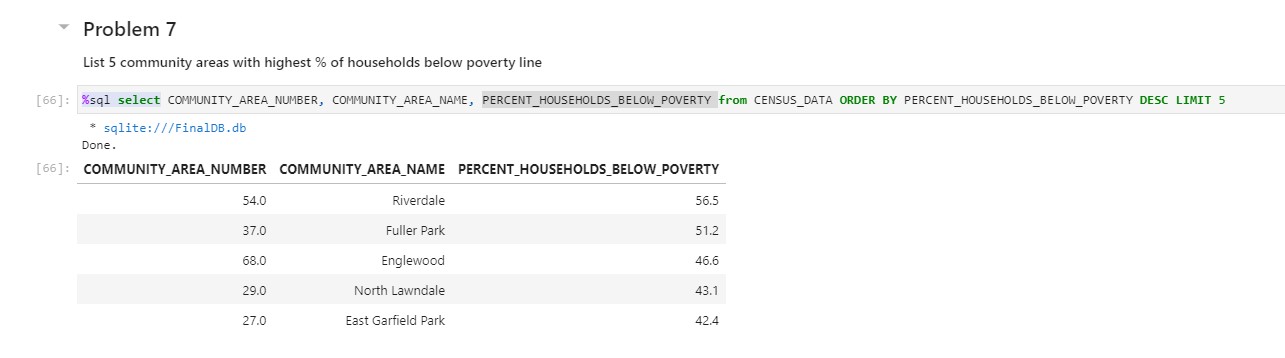 Problem 7
List 5 community areas with highest % of households below poverty line
[66]: %sql select COMMUNITY_AREA_NUMBER, COMMUNITY_AREA_NAME, PERCENT_HOUSEHOLDS_BELOW_POVERTY from CENSUS_DATA ORDER BY PERCENT_HOUSEHOLDS_BELOW_POVERTY DESC LIMIT 5
* sqlite:///FinalDB.db
Done.
[66]: COMMUNITY_AREA_NUMBER COMMUNITY_AREA_NAME PERCENT_HOUSEHOLDS_BELOW_POVERTY
54.0 Riverdale 56.5
37.0 Fuller Park 51.2
68.0 Englewood 46.6
29.0 North Lawndale 43.1
27.0 East Garfield Park 42.4